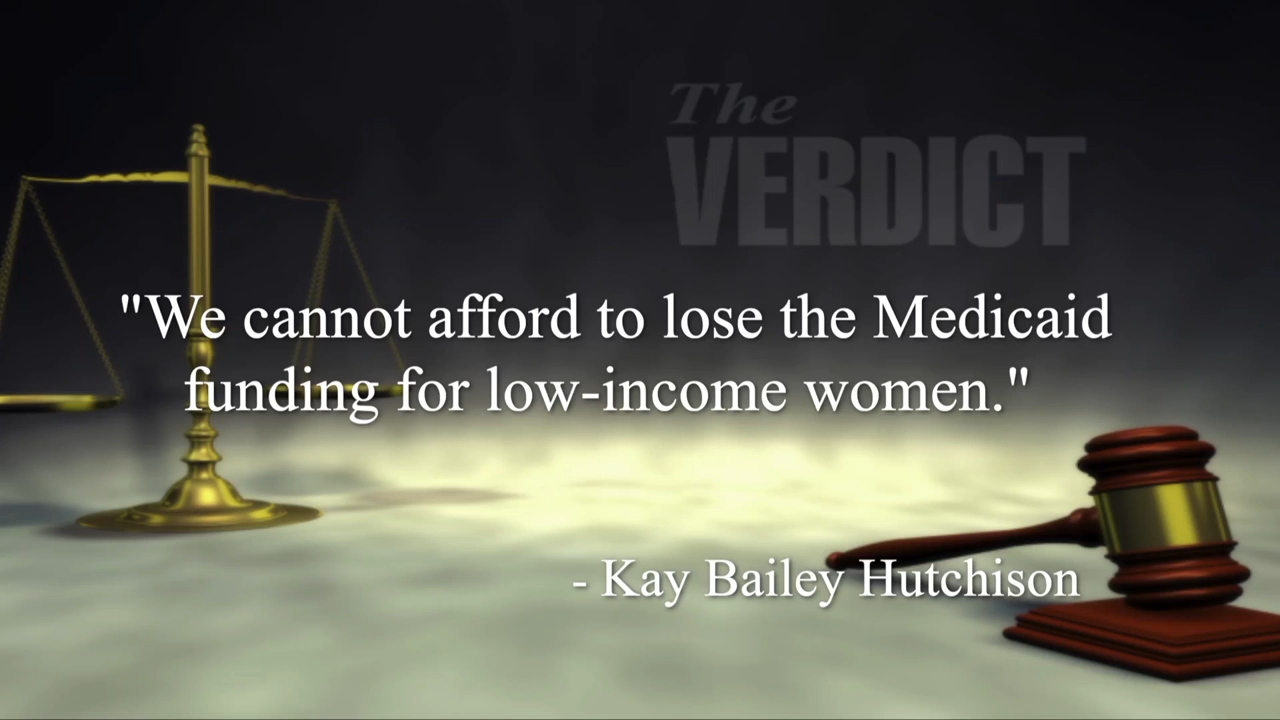 The
VERDICT
"We cannot afford to lose the Medicaid
funding for low-income women."
- Kay Bailey Hutchison